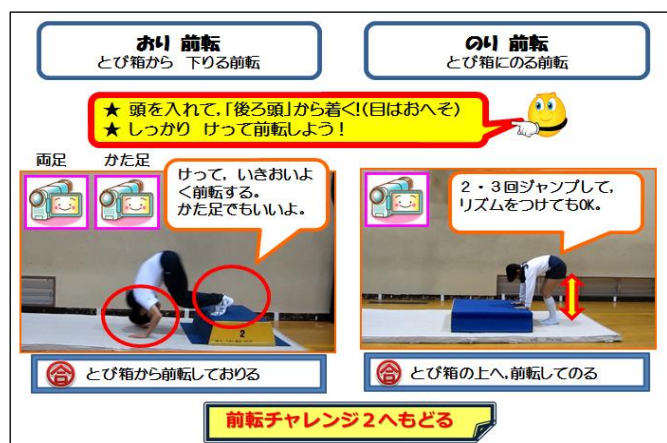 おり 前転
とび箱から 下りる前転
のり 前転
とび箱にのる前転
★ 頭を入れて，「後ろ頭」から着く!(目はおへそ)
★ しっかり けって前転しよう！
両足 かた足
けって，いきおいよ
く前転する。
かた足でもいいよ。
２・３回ジャンプして，
リズムをつけてもOK。
2
合 とび箱から前転しておりる
合 とび箱の上へ，前転してのる
前転チャレンジ２へもどる